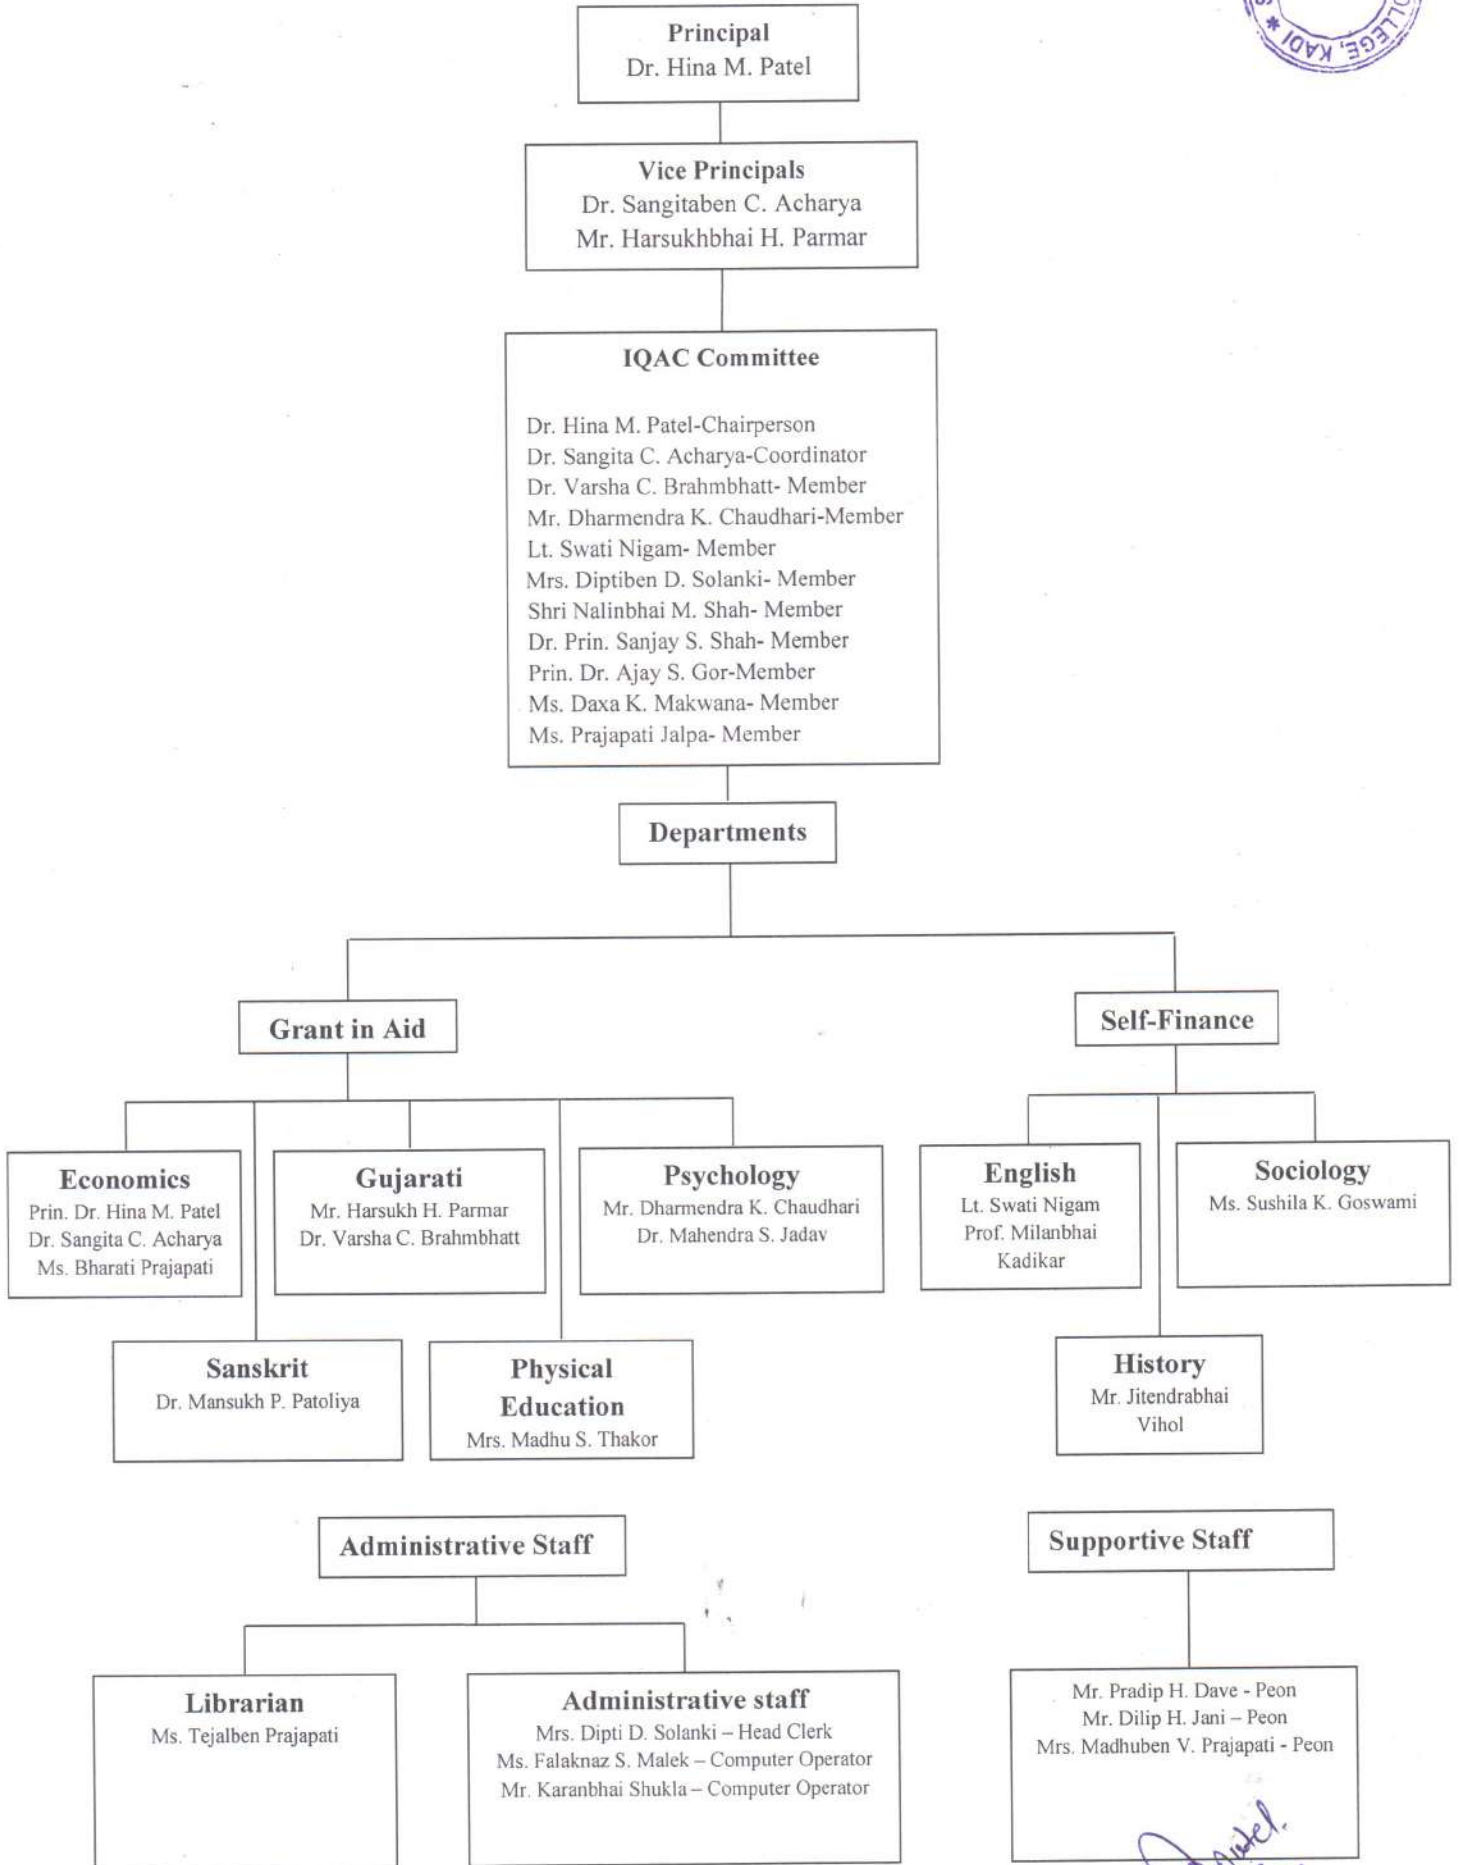 COLLEGE, KADI *
Principal
Dr. Hina M. Patel
Vice Principals
Dr. Sangitaben C. Acharya
Mr. Harsukhbhai H. Parmar
IQAC Committee
Dr. Hina M. Patel-Chairperson
Dr. Sangita C. Acharya-Coordinator
Dr. Varsha C. Brahmbhatt- Member
Mr. Dharmendra K. Chaudhari-Member
Lt. Swati Nigam- Member
Mrs. Diptiben D. Solanki- Member
Shri Nalinbhai M. Shah- Member
Dr. Prin. Sanjay S. Shah- Member
Prin. Dr. Ajay S. Gor-Member
Ms. Daxa K. Makwana- Member
Ms. Prajapati Jalpa- Member
Departments
Grant in Aid
Self-Finance
Economics
Prin. Dr. Hina M. Patel
Dr. Sangita C. Acharya
Ms. Bharati Prajapati
Gujarati
Mr. Harsukh H. Parmar
Dr. Varsha C. Brahmbhatt
Psychology
Mr. Dharmendra K. Chaudhari
Dr. Mahendra S. Jadav
English
Lt. Swati Nigam
Prof. Milanbhai
Kadikar
Sociology
Ms. Sushila K. Goswami
Sanskrit
Dr. Mansukh P. Patoliya
Physical
Education
Mrs. Madhu S. Thakor
History
Mr. Jitendrabhai
Vihol
Administrative Staff
Supportive Staff
Librarian
Ms. Tejalben Prajapati
Administrative staff
Mrs. Dipti D. Solanki – Head Clerk
Ms. Falaknaz S. Malek – Computer Operator
Mr. Karanbhai Shukla – Computer Operator
Mr. Pradip H. Dave - Peon
Mr. Dilip H. Jani – Peon
Mrs. Madhuben V. Prajapati - Peon